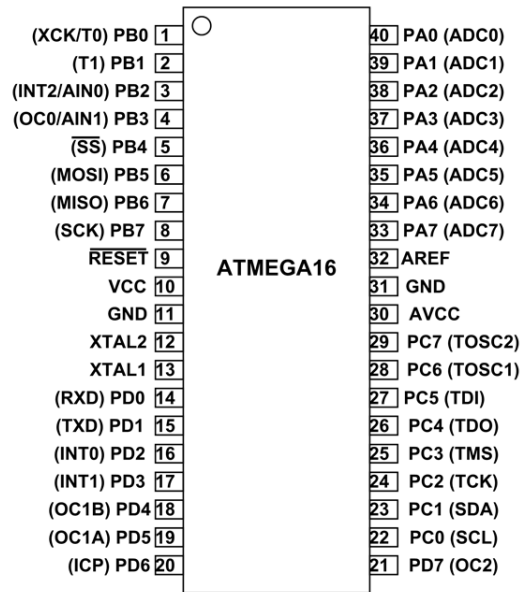 (XCK/T0) PB0 1 40 PA0 (ADC0)
(T1) PB1 2 39 PA1 (ADC1)
(INT2/AIN0) PB2 3 38 PA2 (ADC2)
(OC0/AIN1) PB3 4 37 PA3 (ADC3)
(SS) PB4 5 36 PA4 (ADC4)
(MOSI) PB5 6 35 PA5 (ADC5)
(MISO) PB6 7 34 PA6 (ADC6)
(SCK) PB7 8 33 PA7 (ADC7)
RESET 9 32 AREF
ATMEGA16
VCC 10 31 GND
GND 11 30 AVCC
XTAL2 12 29 PC7 (TOSC2)
XTAL1 13 28 PC6 (TOSC1)
(RXD) PD0 14 27 PC5 (TDI)
(TXD) PD1 15 26 PC4 (TDO)
(INT0) PD2 16 25 PC3 (TMS)
(INT1) PD3 17 24 PC2 (TCK)
(OC1B) PD4 18 23 PC1 (SDA)
(OC1A) PD5 19 22 PC0 (SCL)
(ICP) PD6 20 21 PD7 (OC2)